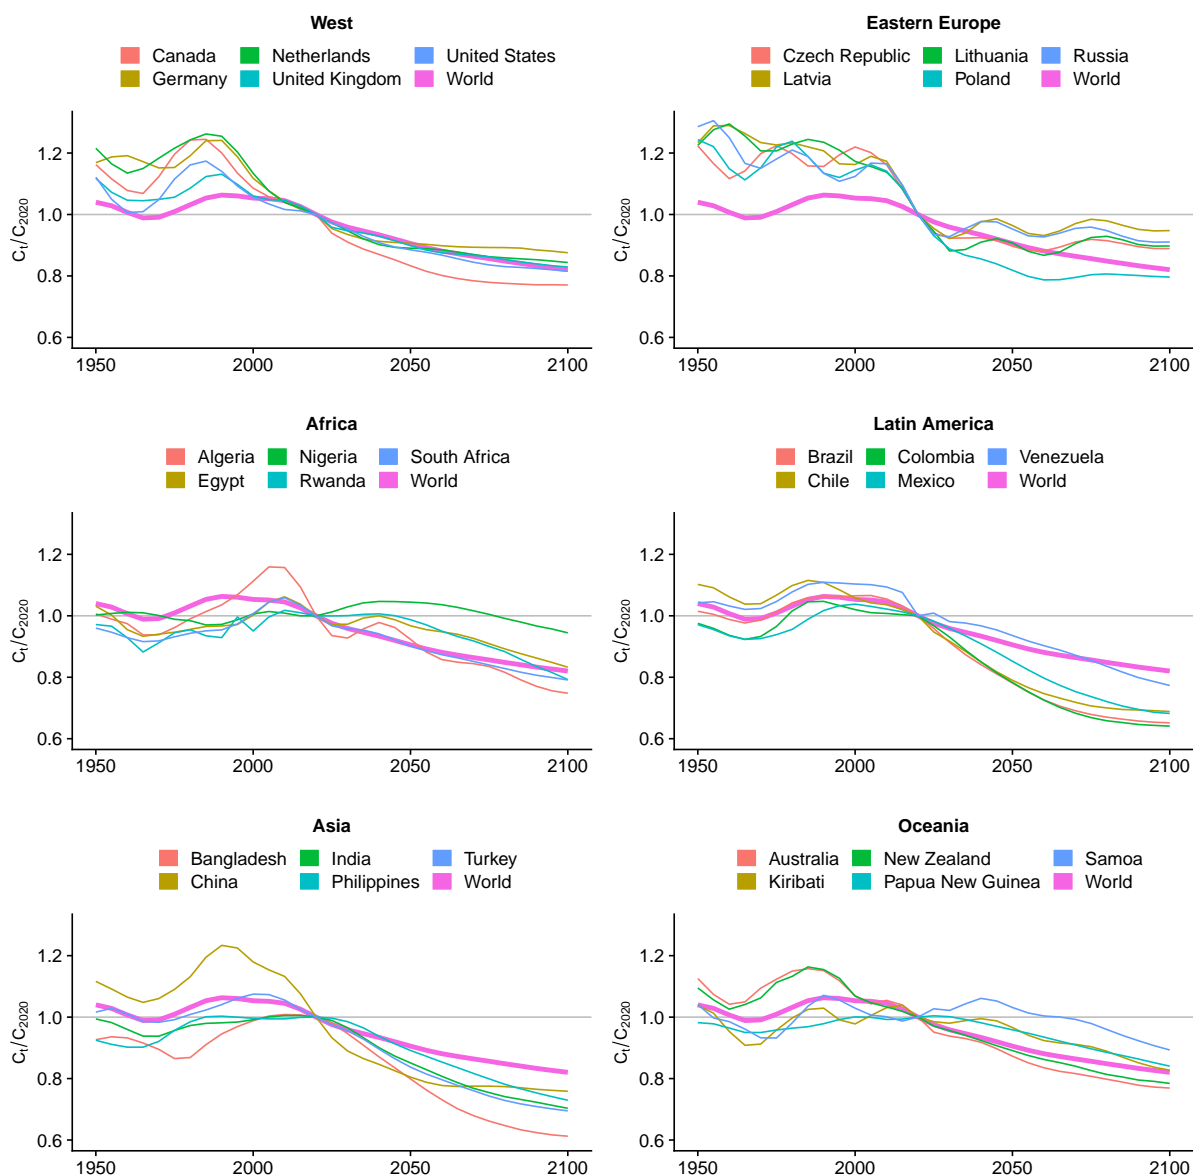 West
Canada Netherlands United States
Germany United Kingdom World
1.2
1.0
0.8
0.6
Ct/C2020
1950 2000 2050 2100
Eastern Europe
Czech Republic Lithuania Russia
Latvia Poland World
1.2
1.0
0.8
0.6
Ct/C2020
1950 2000 2050 2100
Africa
Algeria Nigeria South Africa
Egypt Rwanda World
1.2
1.0
0.8
0.6
Ct/C2020
1950 2000 2050 2100
Latin America
Brazil Colombia Venezuela
Chile Mexico World
1.2
1.0
0.8
0.6
Ct/C2020
1950 2000 2050 2100
Asia
Bangladesh India Turkey
China Philippines World
1.2
1.0
0.8
0.6
Ct/C2020
1950 2000 2050 2100
Oceania
Australia New Zealand Samoa
Kiribati Papua New Guinea World
1.2
1.0
0.8
0.6
Ct/C2020
1950 2000 2050 2100